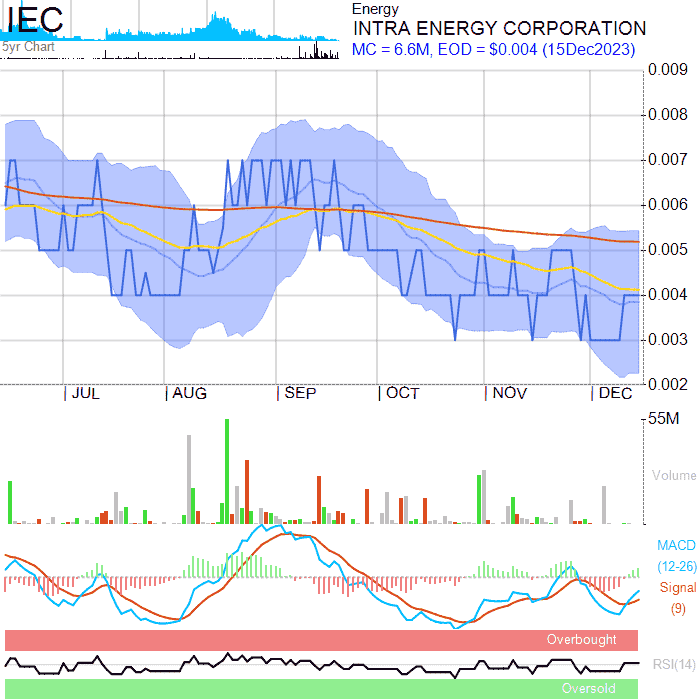 IEC
5yr Chart
Energy
INTRA ENERGY CORPORATION
MC = 6.6M, EOD = $0.004 (15Dec2023)
0.009
0.008
0.007
0.006
0.005
0.004
0.003
0.002
JUL AUG SEP OCT NOV DEC
55M
Volume
MACD
(12-26)
Signal
(9)
Overbought
RSI(14)
Oversold